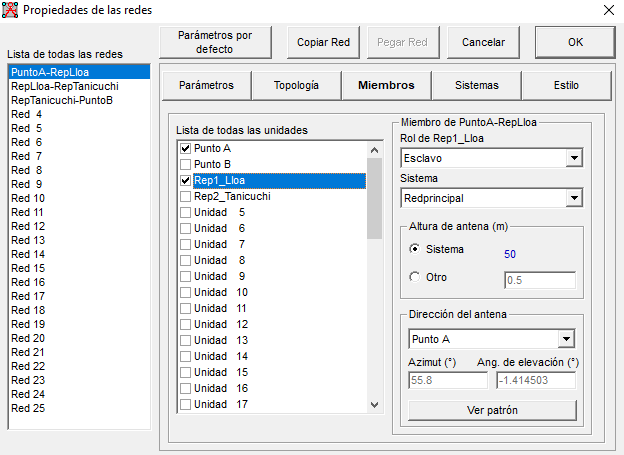 Propiedades de las redes
Lista de todas las redes
PuntoA-RepLloa
RepLloa-RepTanicuchi
RepTanicuchi-PuntoB
Red 4
Red 5
Red 6
Red 7
Red 8
Red 9
Red 10
Red 11
Red 12
Red 13
Red 14
Red 15
Red 16
Red 17
Red 18
Red 19
Red 20
Red 21
Red 22
Red 23
Red 24
Red 25
Parámetros por
defecto
Copiar Red
Pegar Red
Cancelar
OK
Parámetros
Topología
Miembros
Sistemas
Estilo
Lista de todas las unidades
Punto A
Punto B
Rep1_Lloa
Rep2_Tanicuchi
Unidad 5
Unidad 6
Unidad 7
Unidad 8
Unidad 9
Unidad 10
Unidad 11
Unidad 12
Unidad 13
Unidad 14
Unidad 15
Unidad 16
Unidad 17
Miembro de PuntoA-RepLloa
Rol de Rep1_Lloa
Esclavo
Sistema
Redprincipal
Altura de antena (m)
Sistema 50
Otro 0.5
Dirección del antena
Punto A
Azimut (°) Ang. de elevación (°)
55.8 -1.414503
Ver patrón